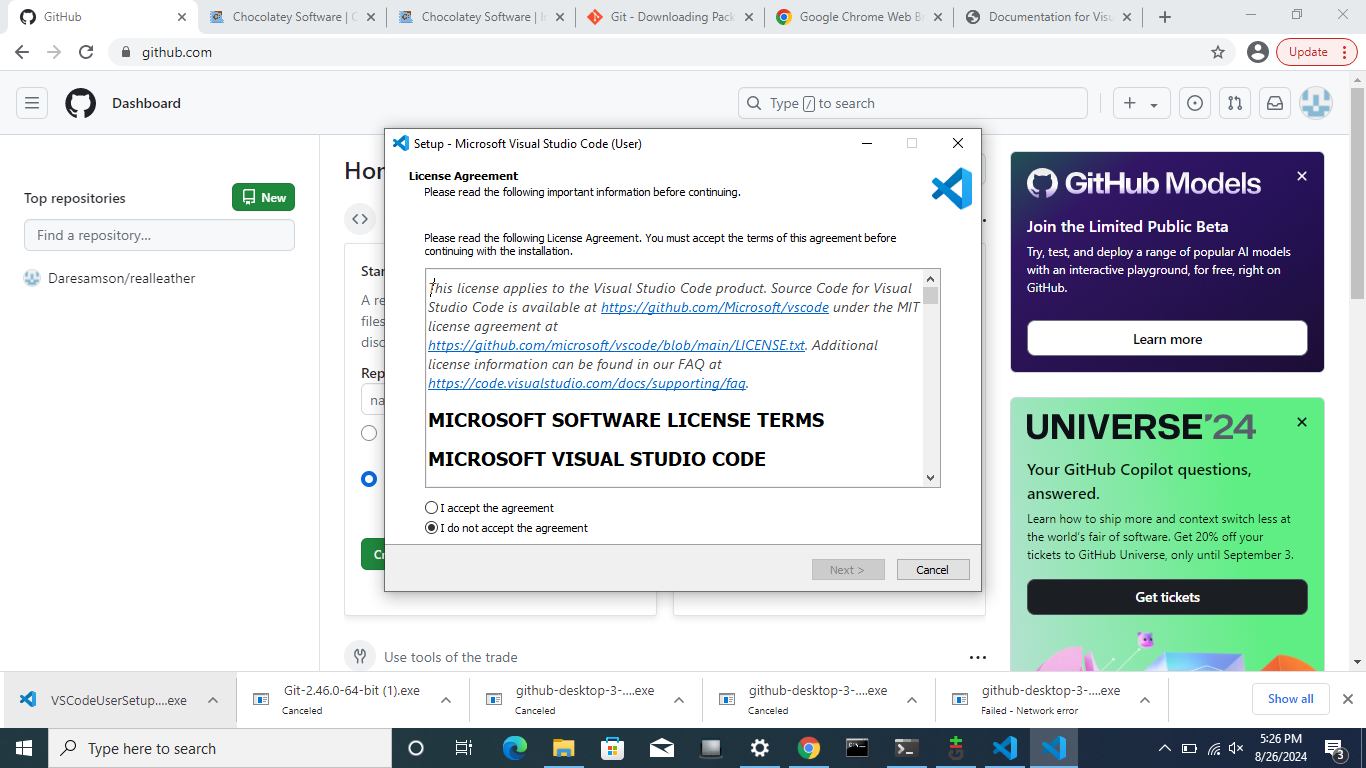 GitHub
Chocolatey Software | C
Chocolatey Software | In
Git - Downloading Pack
Google Chrome Web B
Documentation for Visu
github.com
Update
Dashboard
Type / to search
Top repositories
New
Find a repository...
Daresamson/realleather
Hor
Star
A re
files
disc
Rep
na
Cr
Use tools of the trade
Setup - Microsoft Visual Studio Code (User)
License Agreement
Please read the following important information before continuing.
Please read the following License Agreement. You must accept the terms of this agreement before
continuing with the installation.
This license applies to the Visual Studio Code product. Source Code for Visual
Studio Code is available at https://github.com/Microsoft/vscode under the MIT
license agreement at
https://github.com/microsoft/vscode/blob/main/LICENSE.txt. Additional
license information can be found in our FAQ at
https://code.visualstudio.com/docs/supporting/faq.
MICROSOFT SOFTWARE LICENSE TERMS
MICROSOFT VISUAL STUDIO CODE
I accept the agreement
I do not accept the agreement
Next >
Cancel
GitHub Models
Join the Limited Public Beta
Try, test, and deploy a range of popular AI models
with an interactive playground, for free, right on
GitHub.
Learn more
UNIVERSE'24
Your GitHub Copilot questions,
answered.
Learn how to ship more and context switch less at
the world's fair of software. Get 20% off your
tickets to GitHub Universe, only until September 3.
Get tickets
VSCodeUserSetup....exe
Git-2.46.0-64-bit (1).exe
Canceled
github-desktop-3-....exe
Canceled
github-desktop-3-....exe
Canceled
github-desktop-3-....exe
Failed - Network error
Show all
Type here to search
5:26 PM
8/26/2024
3